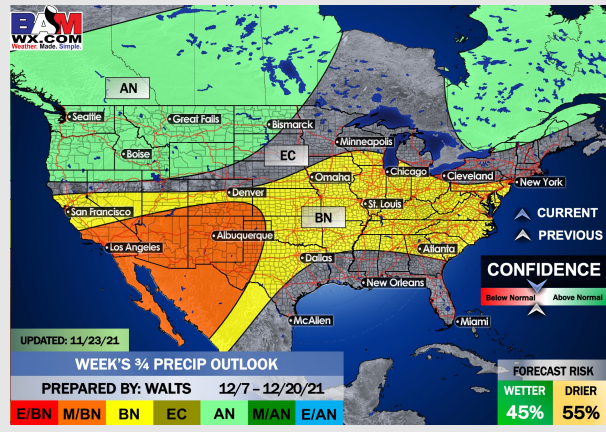 BAM
WX.COM
Weather. Made. Simple.
AN
Seattle
Great Falls
Bismarck
Boise
Minneapolis
EC
Omaha
Chicago
Cleveland
New York
Denver
San Francisco
St. Louis
BN
Los Angeles
Albuquerque
Atlanta
Dallas
New Orleans
McAllen
Miami
CURRENT
PREVIOUS
CONFIDENCE
Below Normal
Above Normal
UPDATED: 11/23/21
WEEK'S ¾ PRECIP OUTLOOK
PREPARED BY: WALTS 12/7 – 12/20/21
E/BN M/BN BN EC AN M/AN E/AN
FORECAST RISK
WETTER DRIER
45% 55%